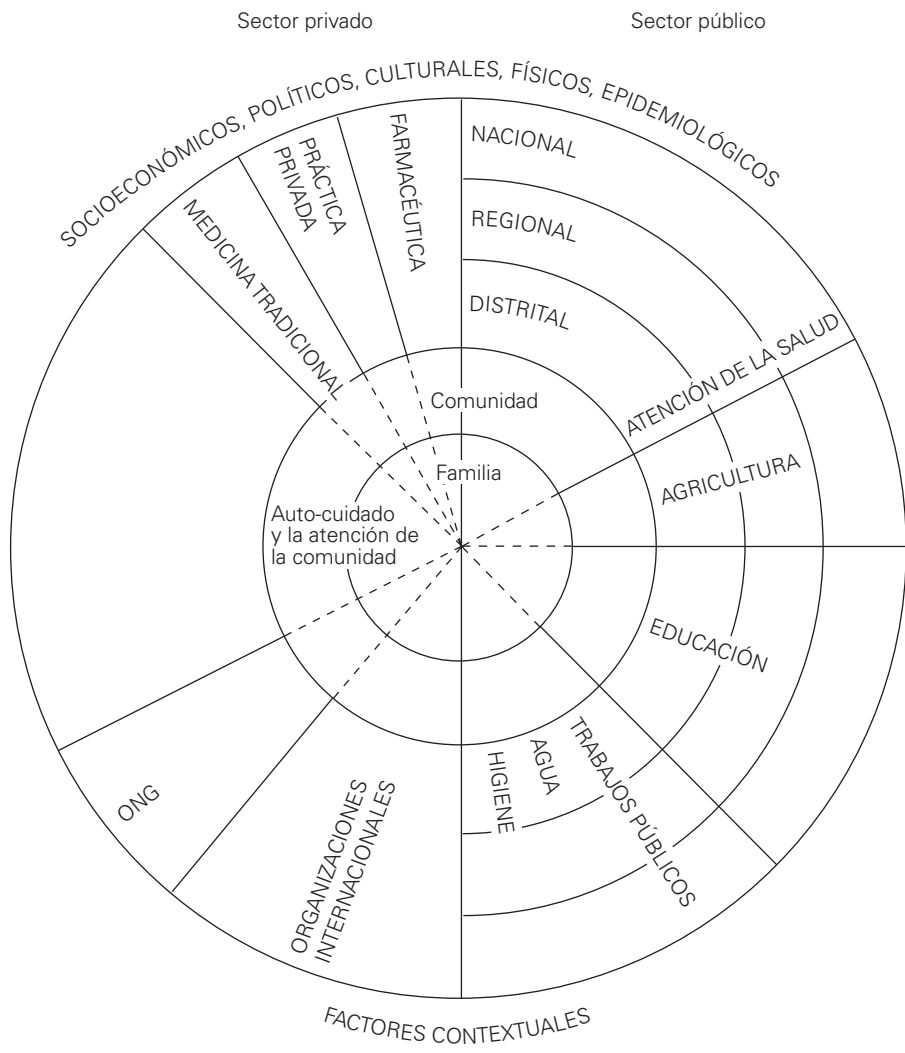 Sector privado
Sector público
SOCIOECONÓMICOS, POLÍTICOS, CULTURALES, FÍSICOS, EPIDEMIOLÓGICOS
MEDICINA TRADICIONAL
PRÁCTICA
PRIVADA
FARMACÉUTICA
NACIONAL
REGIONAL
DISTRITAL
ATENCIÓN DE LA SALUD
Comunidad
Familia
AGRICULTURA
Auto-cuidado
y la atención de
la comunidad
EDUCACIÓN
TRABAJOS PÚBLICOS
AGUA
HIGIENE
ONG
ORGANIZACIONES
INTERNACIONALES
FACTORES CONTEXTUALES